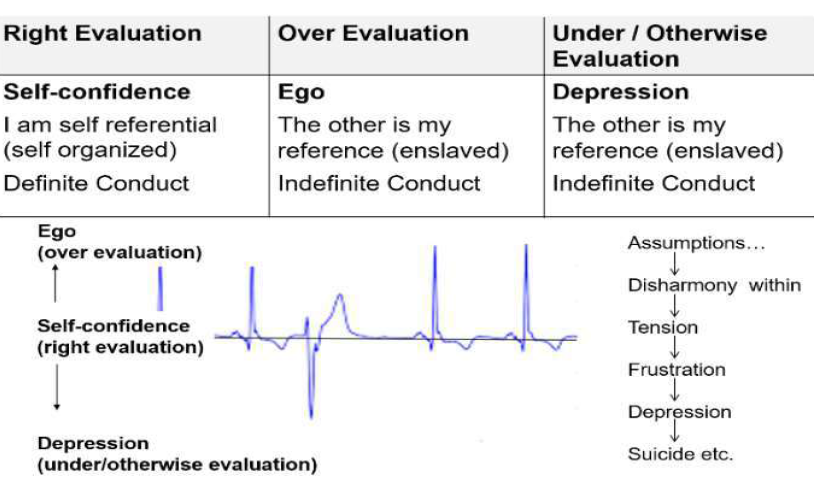 Right Evaluation
Over Evaluation
Under / Otherwise
Evaluation
Self-confidence
I am self referential
(self organized)
Definite Conduct
Ego
The other is my
reference (enslaved)
Indefinite Conduct
Depression
The other is my
reference (enslaved)
Indefinite Conduct
Ego
(over evaluation)
Self-confidence
(right evaluation)
Depression
(under/otherwise evaluation)
Assumptions…
Disharmony within
Tension
Frustration
Depression
Suicide etc.